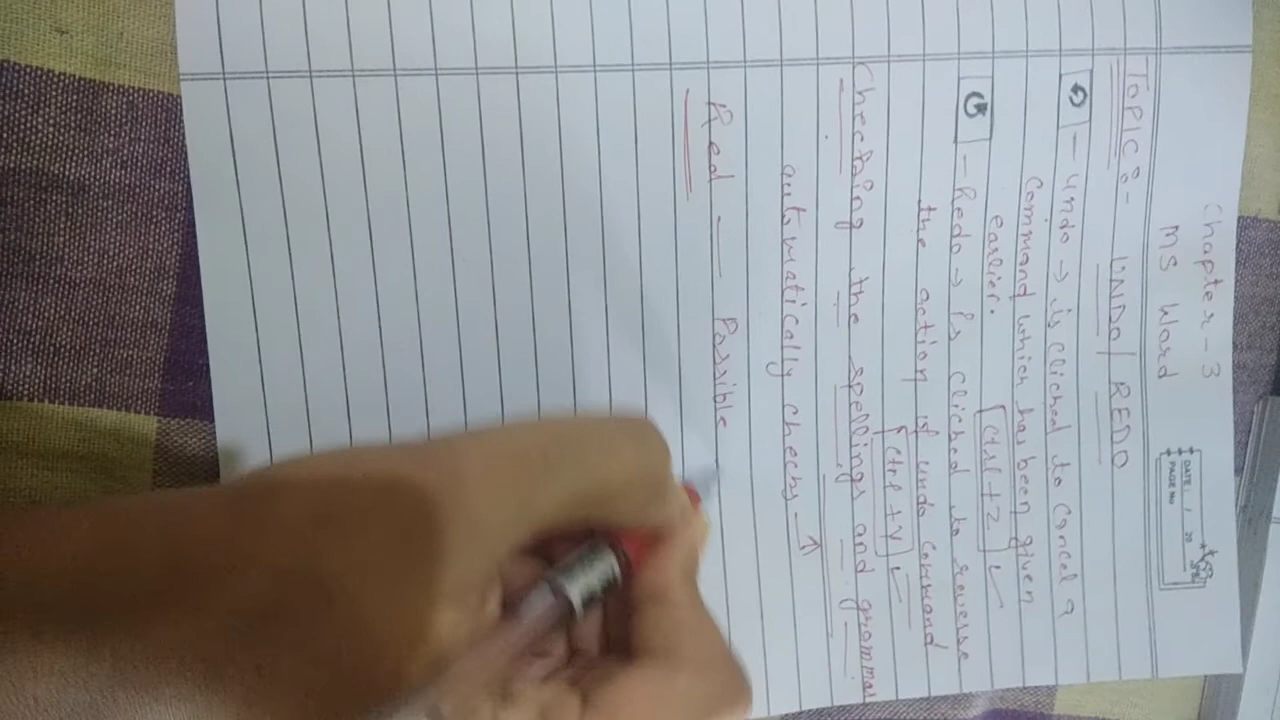 Chapter - 3
MS Word
DATE: / 20
PAGE NO
TOPIC :- UNDO / REDO
- Undo → is clicked to concel a
command which has been given
earlier. Ctrl + Z
- Redo → is clicked to reverse
the action of undo command
Ctrl + Y
Checking the spellings and grammar
automatically checks -
Red - Possible